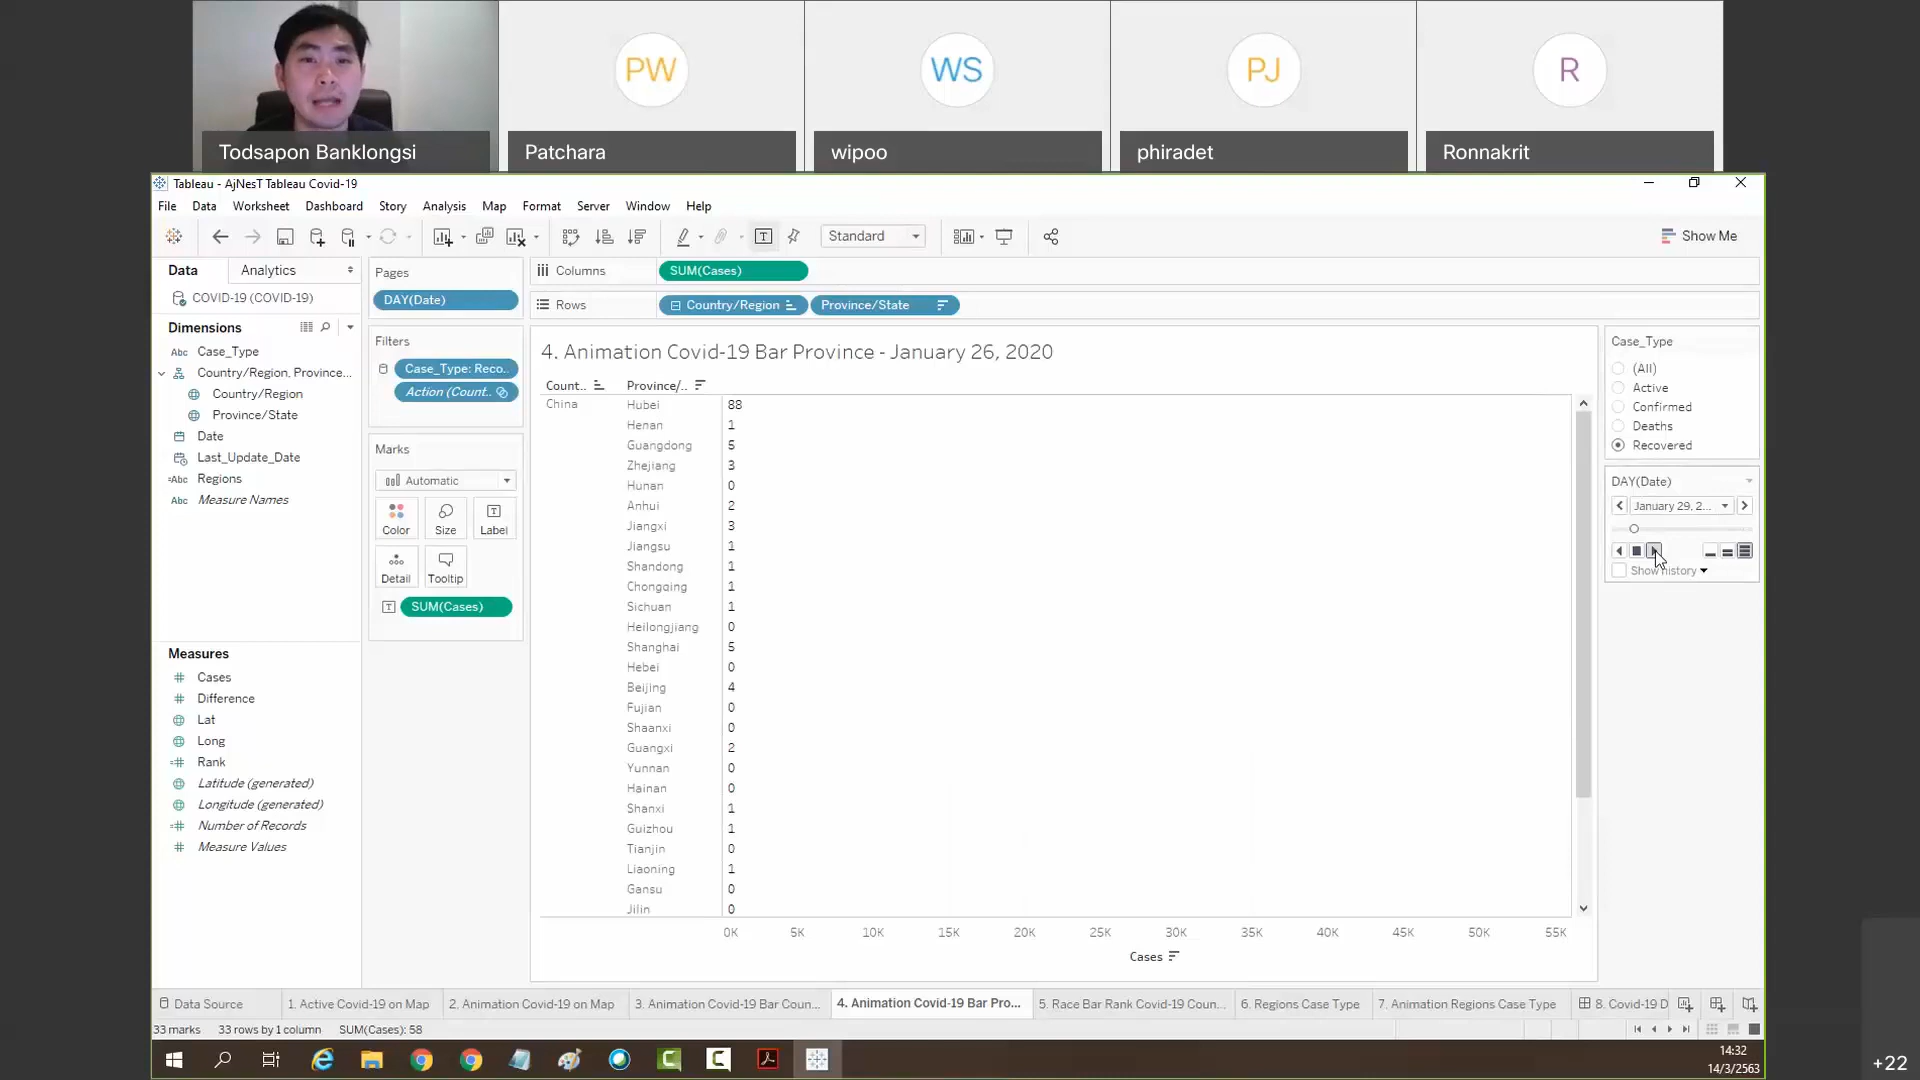 PW
WS
PJ
R
Todsapon Banklongsi
Patchara
wipoo
phiradet
Ronnakrit
Tableau - AjNesT Tableau Covid-19
File Data Worksheet Dashboard Story Analysis Map Format Server Window Help
Standard
Show Me
Data Analytics
COVID-19 (COVID-19)
Dimensions
Abc Case_Type
Country/Region, Province...
Country/Region
Province/State
Date
Last_Update_Date
=Abc Regions
Abc Measure Names
Measures
# Cases
# Difference
Lat
Long
=# Rank
Latitude (generated)
Longitude (generated)
=# Number of Records
# Measure Values
Pages
DAY(Date)
Filters
Case_Type: Reco..
Action (Count..
Marks
Automatic
Color Size Label
Detail Tooltip
SUM(Cases)
Columns SUM(Cases)
Rows Country/Region Province/State
4. Animation Covid-19 Bar Province - January 26, 2020
Count.. Province/..
China Hubei 88
Henan 1
Guangdong 5
Zhejiang 3
Hunan 0
Anhui 2
Jiangxi 3
Jiangsu 1
Shandong 1
Chongqing 1
Sichuan 1
Heilongjiang 0
Shanghai 5
Hebei 0
Beijing 4
Fujian 0
Shaanxi 0
Guangxi 2
Yunnan 0
Hainan 0
Shanxi 1
Guizhou 1
Tianjin 0
Liaoning 1
Gansu 0
Jilin 0
0K 5K 10K 15K 20K 25K 30K 35K 40K 45K 50K 55K
Cases
Case_Type
(All)
Active
Confirmed
Deaths
Recovered
DAY(Date)
January 29, 2...
Show history
Data Source 1. Active Covid-19 on Map 2. Animation Covid-19 on Map 3. Animation Covid-19 Bar Coun... 4. Animation Covid-19 Bar Pro... 5. Race Bar Rank Covid-19 Coun... 6. Regions Case Type 7. Animation Regions Case Type 8. Covid-19 D
33 marks 33 rows by 1 column SUM(Cases): 58
14:32
14/3/2563
+22